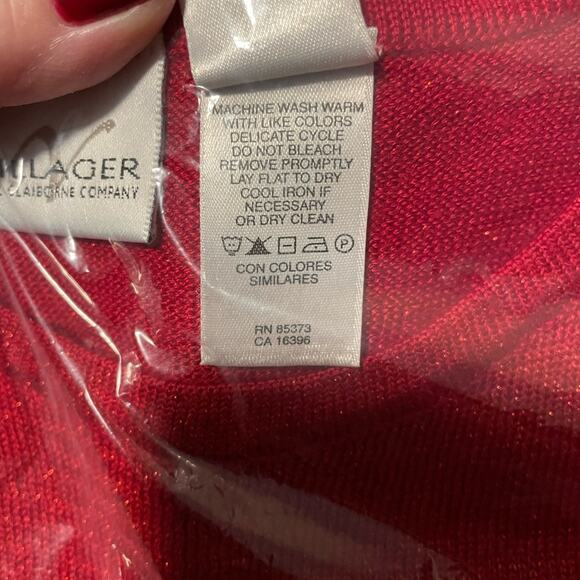 LAGER
CLAIBORNE COMPANY
MACHINE WASH WARM
WITH LIKE COLORS
DELICATE CYCLE
DO NOT BLEACH
REMOVE PROMPTLY
LAY FLAT TO DRY
COOL IRON IF
NECESSARY
OR DRY CLEAN
P
CON COLORES
SIMILARES
RN 85373
CA 16396